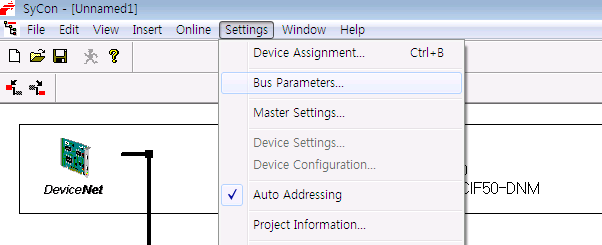 SyCon - [Unnamed1]
File Edit View Insert Online Settings Window Help
Device Assignment... Ctrl+B
Bus Parameters...
Master Settings...
Device Settings...
Device Configuration...
Auto Addressing
Project Information...
DeviceNet
CIF50-DNM